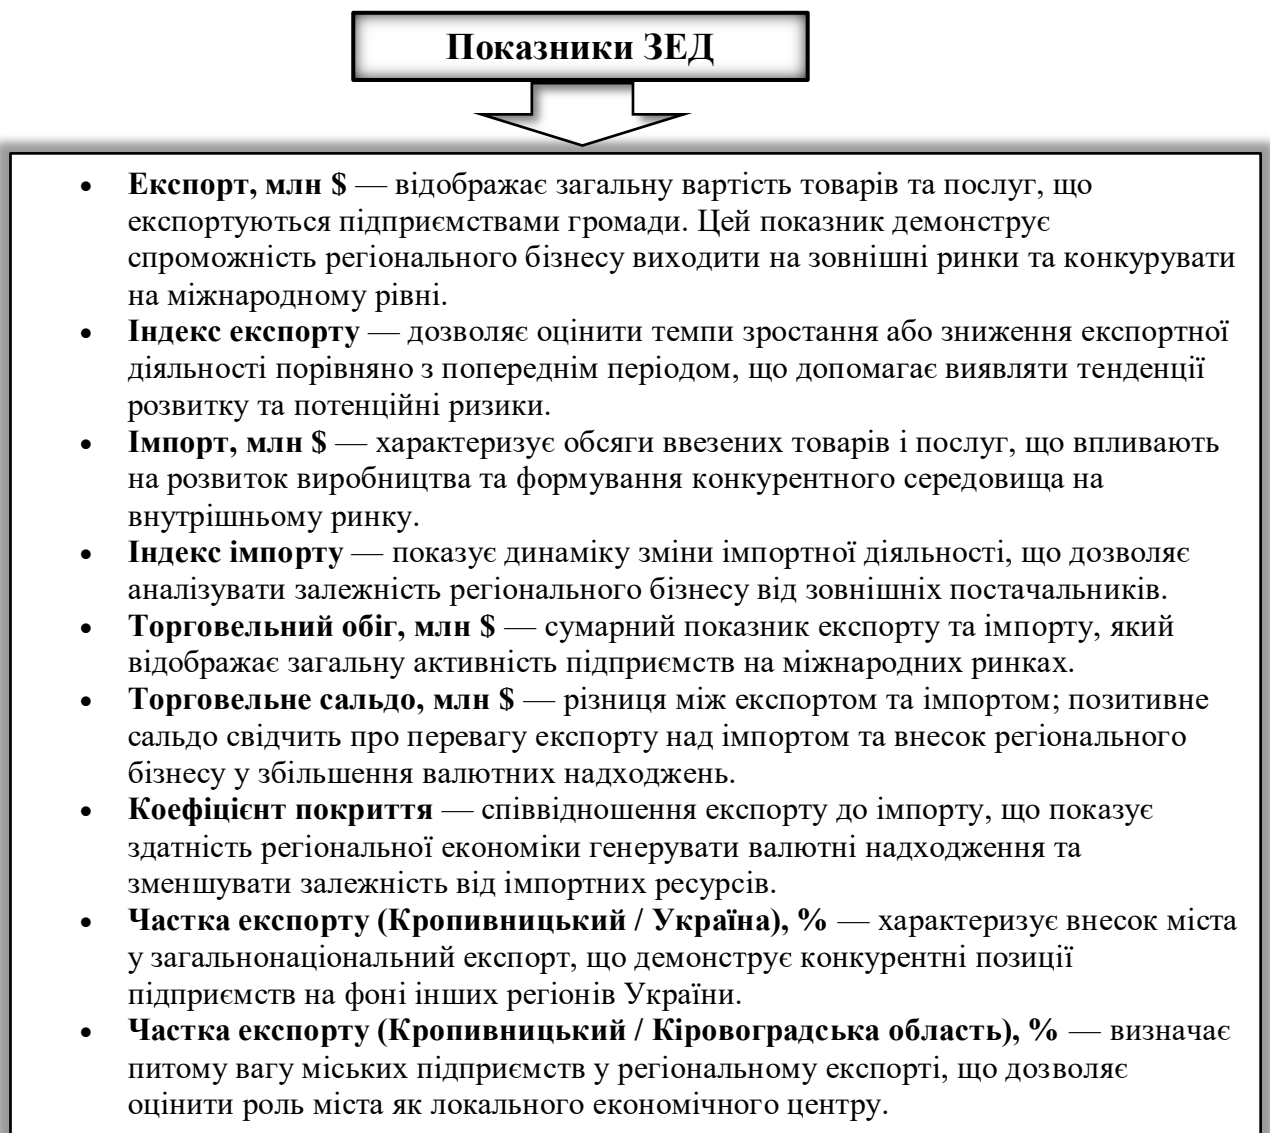 Показники ЗЕД
• Експорт, млн $ — відображає загальну вартість товарів та послуг, що
експортуються підприємствами громади. Цей показник демонструє
спроможність регіонального бізнесу виходити на зовнішні ринки та конкурувати
на міжнародному рівні.
• Індекс експорту — дозволяє оцінити темпи зростання або зниження експортної
діяльності порівняно з попереднім періодом, що допомагає виявляти тенденції
розвитку та потенційні ризики.
• Імпорт, млн $ — характеризує обсяги ввезених товарів і послуг, що впливають
на розвиток виробництва та формування конкурентного середовища на
внутрішньому ринку.
• Індекс імпорту — показує динаміку зміни імпортної діяльності, що дозволяє
аналізувати залежність регіонального бізнесу від зовнішніх постачальників.
• Торговельний обіг, млн $ — сумарний показник експорту та імпорту, який
відображає загальну активність підприємств на міжнародних ринках.
• Торговельне сальдо, млн $ — різниця між експортом та імпортом; позитивне
сальдо свідчить про перевагу експорту над імпортом та внесок регіонального
бізнесу у збільшення валютних надходжень.
• Коефіцієнт покриття — співвідношення експорту до імпорту, що показує
здатність регіональної економіки генерувати валютні надходження та
зменшувати залежність від імпортних ресурсів.
• Частка експорту (Кропивницький / Україна), % — характеризує внесок міста
у загальнонаціональний експорт, що демонструє конкурентні позиції
підприємств на фоні інших регіонів України.
• Частка експорту (Кропивницький / Кіровоградська область), % — визначає
питому вагу міських підприємств у регіональному експорті, що дозволяє
оцінити роль міста як локального економічного центру.